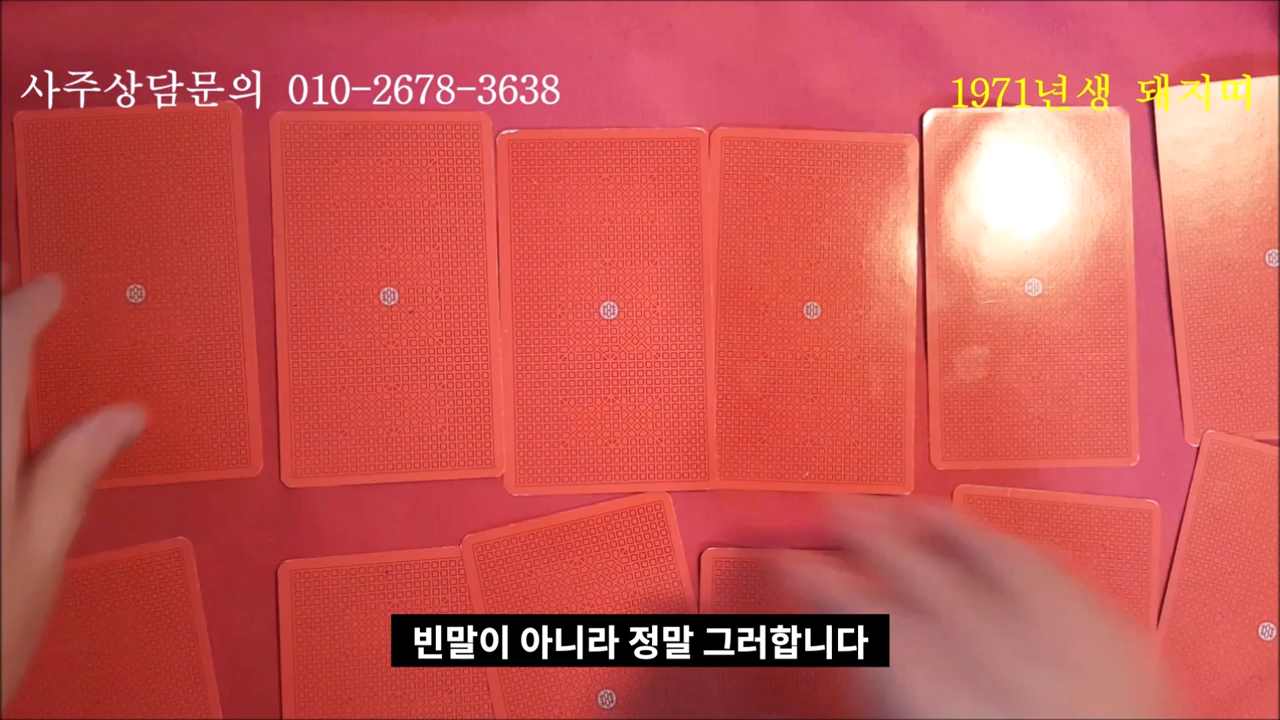 사주상담문의 010-2678-3638
1971년생 돼지띠
빈말이 아니라 정말 그러합니다